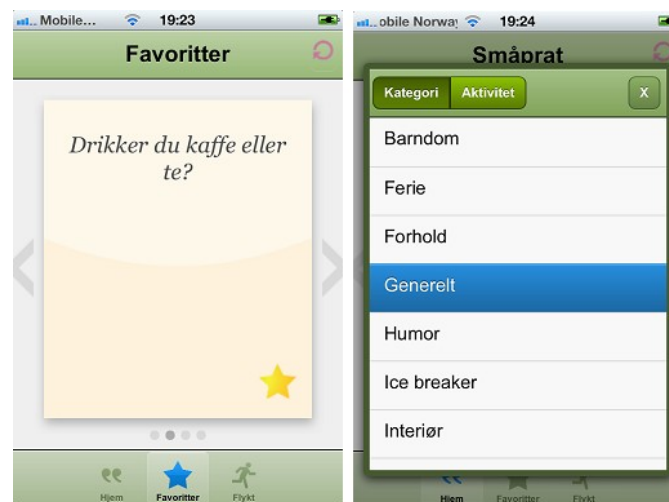 Mobile...
19:23
Favoritter
Drikker du kaffe eller
te?
Hjem
Favoritter
Flykt
obile Norway
19:24
Småprat
Kategori
Aktivitet
X
Barndom
Ferie
Forhold
Generelt
Humor
Ice breaker
Interiør
Hjem
Favoritter
Flykt